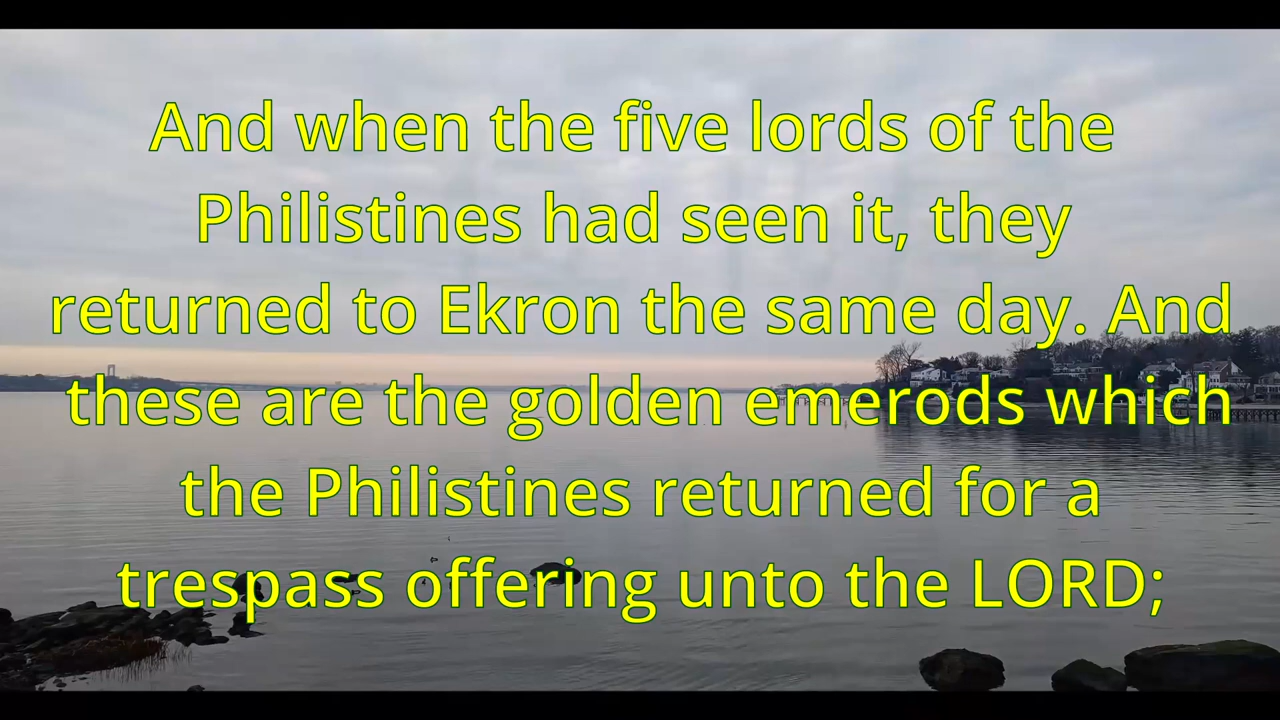 And when the five lords of the
Philistines had seen it, they
returned to Ekron the same day. And
these are the golden emerods which
the Philistines returned for a
trespass offering unto the LORD;